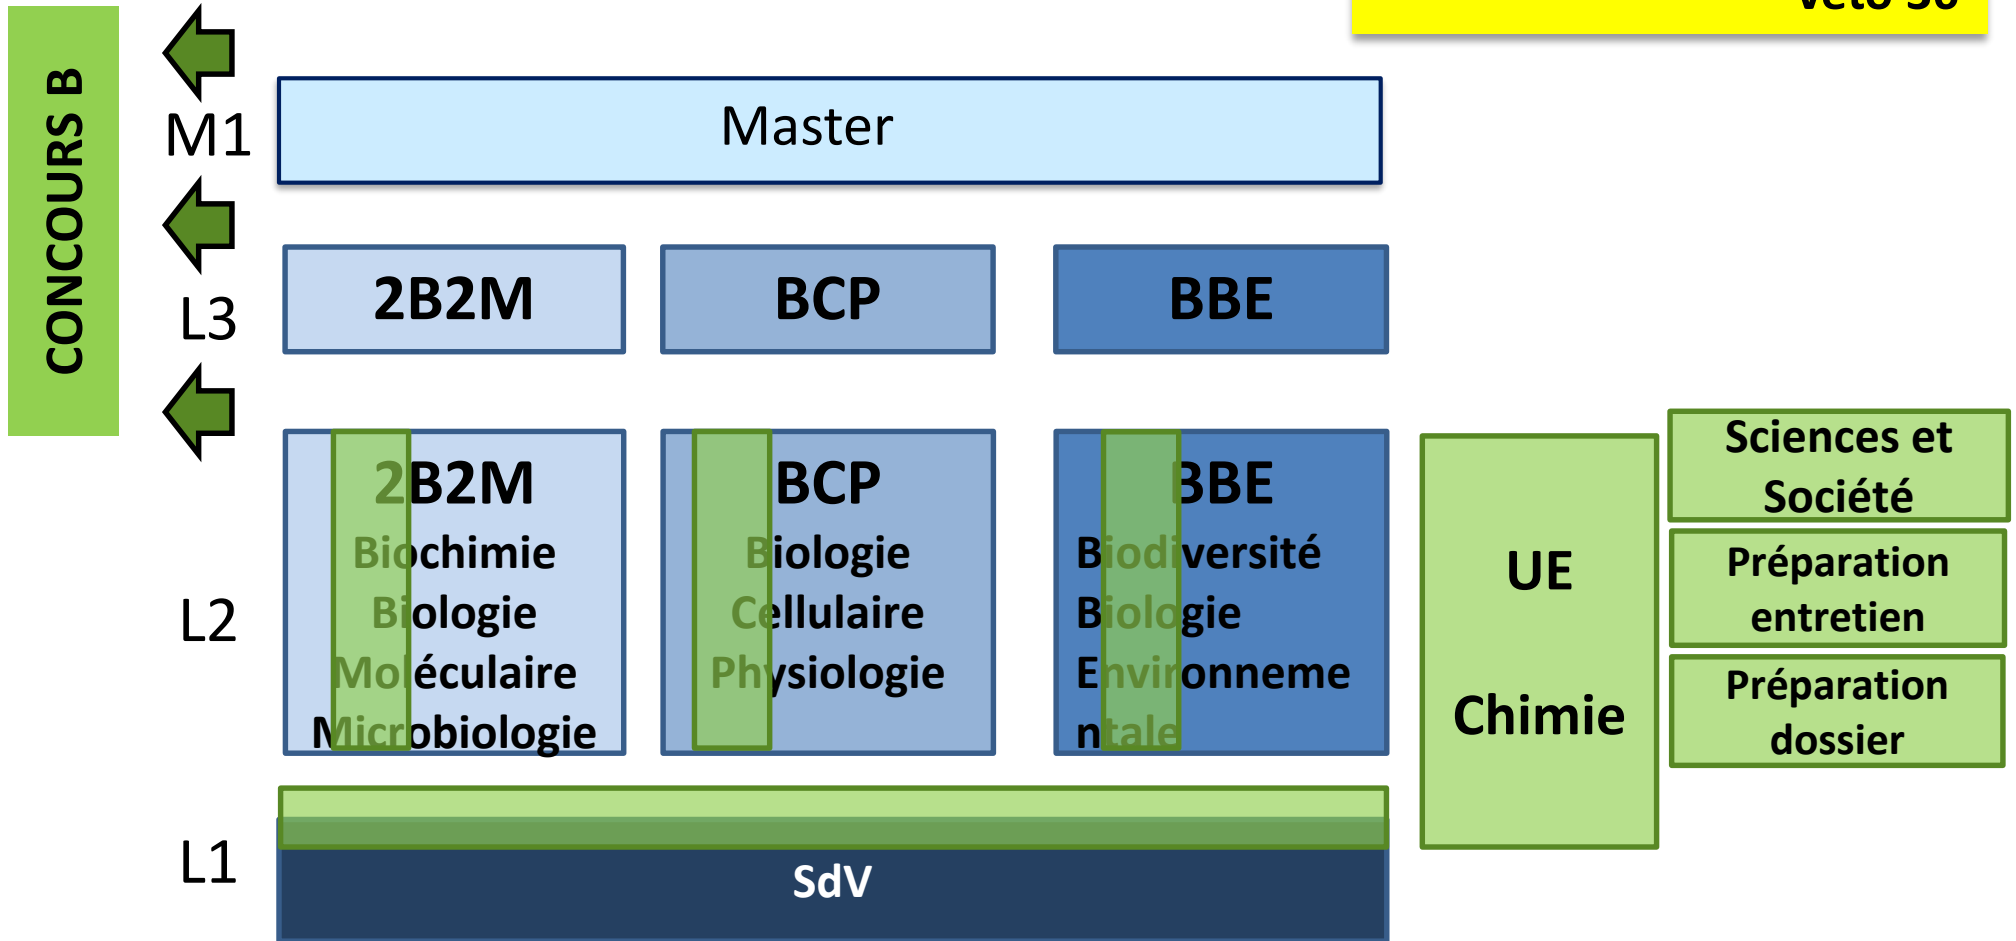 CONCOURS B
M1
Master
L3
2B2M
BCP
BBE
L2
2B2M
Biochimie
Biologie
Moléculaire
Microbiologie
BCP
Biologie
Cellulaire
Physiologie
BBE
Biodiversité
Biologie
Environneme
ntale
UE
Chimie
Sciences et
Société
Préparation
entretien
Préparation
dossier
L1
SdV